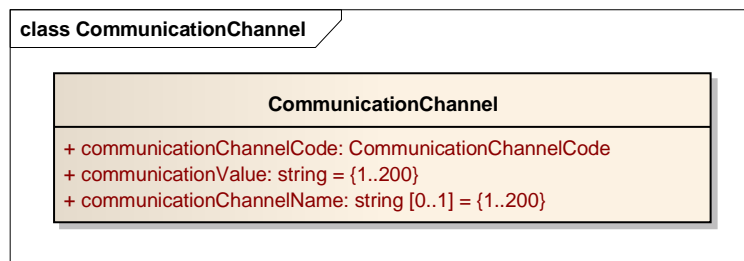 class CommunicationChannel
CommunicationChannel
+ communicationChannelCode: CommunicationChannelCode
+ communicationValue: string = {1..200}
+ communicationChannelName: string [0..1] = {1..200}